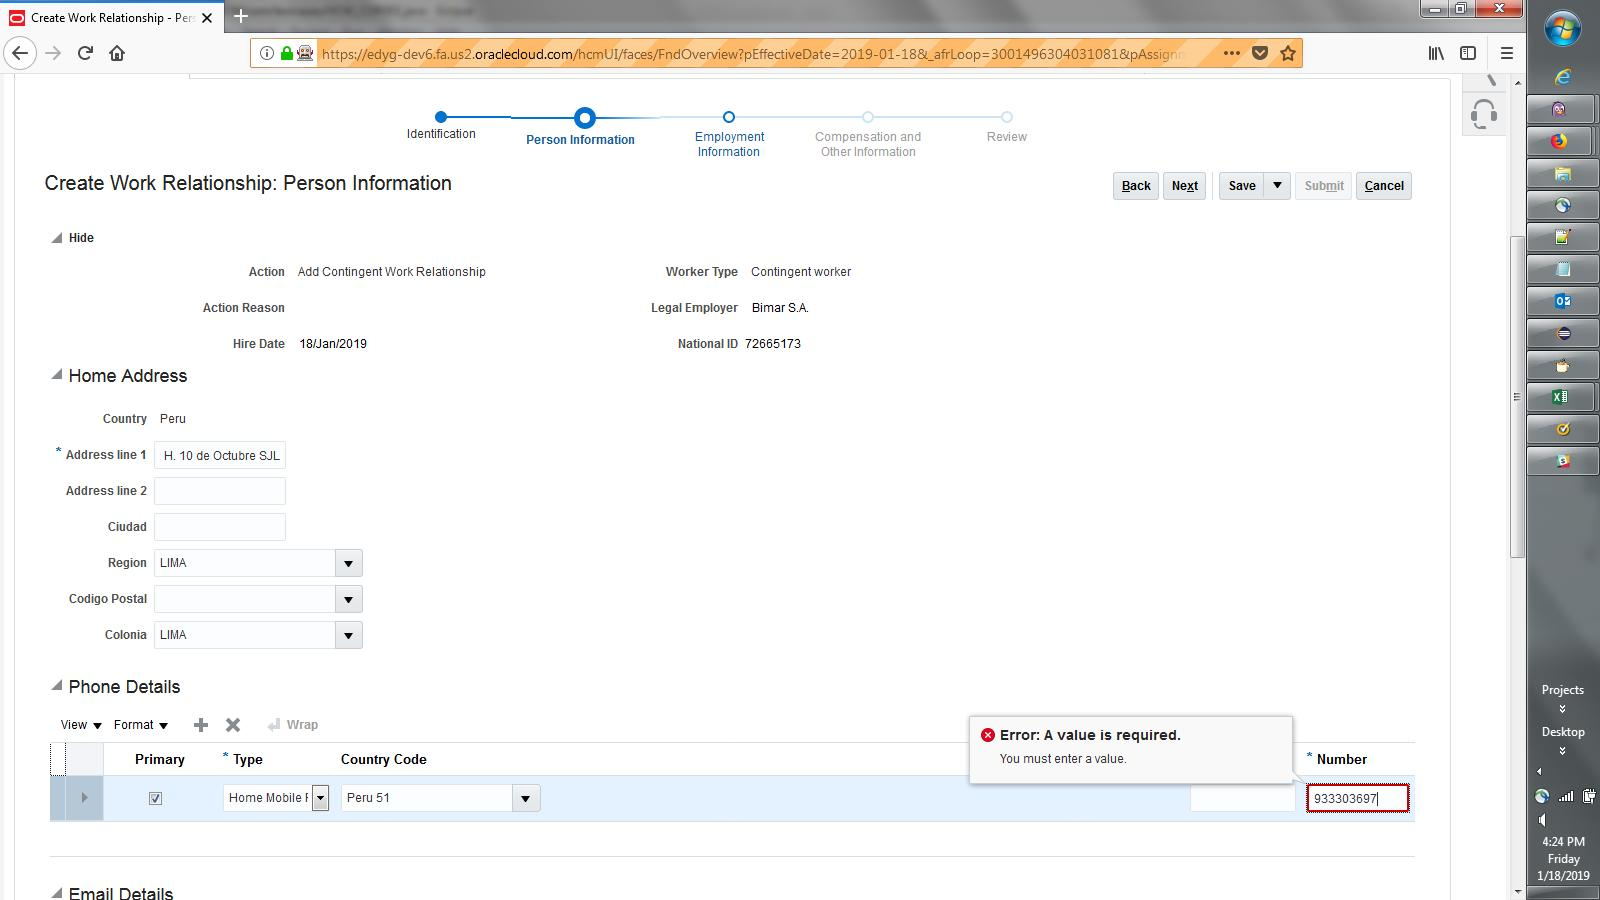 Create Work Relationship - Pers
https://edyg-dev6.fa.us2.oraclecloud.com/hcmUI/faces/FndOverview?pEffectiveDate=2019-01-18&_afrLoop=3001496304031081&pAssignm
Identification
Person Information
Employment Information
Compensation and Other Information
Review
Create Work Relationship: Person Information
Back Next Save Submit Cancel
Hide
Action Add Contingent Work Relationship Worker Type Contingent worker
Action Reason Legal Employer Bimar S.A.
Hire Date 18/Jan/2019 National ID 72665173
Home Address
Country Peru
* Address line 1 H. 10 de Octubre SJL
Address line 2
Ciudad
Region LIMA
Codigo Postal
Colonia LIMA
Phone Details
View Format Wrap
Error: A value is required.
You must enter a value.
Primary * Type Country Code * Number
Home Mobile Peru 51 933303697
Email Details
Projects
Desktop
4:24 PM
Friday
1/18/2019